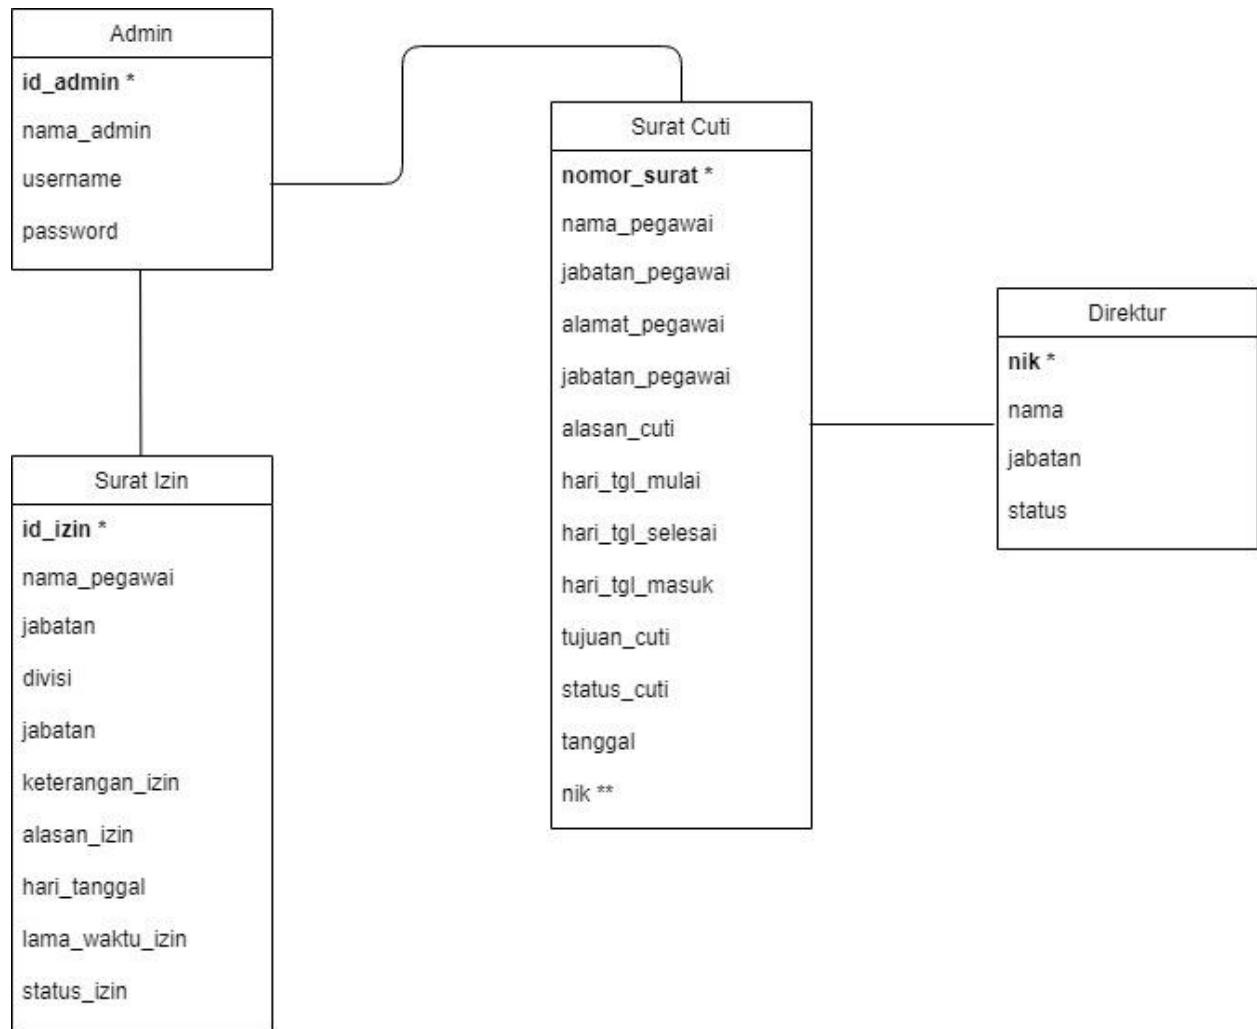 Admin
id_admin *
nama_admin
username
password
Surat Cuti
nomor_surat *
nama_pegawai
jabatan_pegawai
alamat_pegawai
jabatan_pegawai
alasan_cuti
hari_tgl_mulai
hari_tgl_selesai
hari_tgl_masuk
tujuan_cuti
status_cuti
tanggal
nik **
Direktur
nik *
nama
jabatan
status
Surat Izin
id_izin *
nama_pegawai
jabatan
divisi
jabatan
keterangan_izin
alasan_izin
hari_tanggal
lama_waktu_izin
status_izin